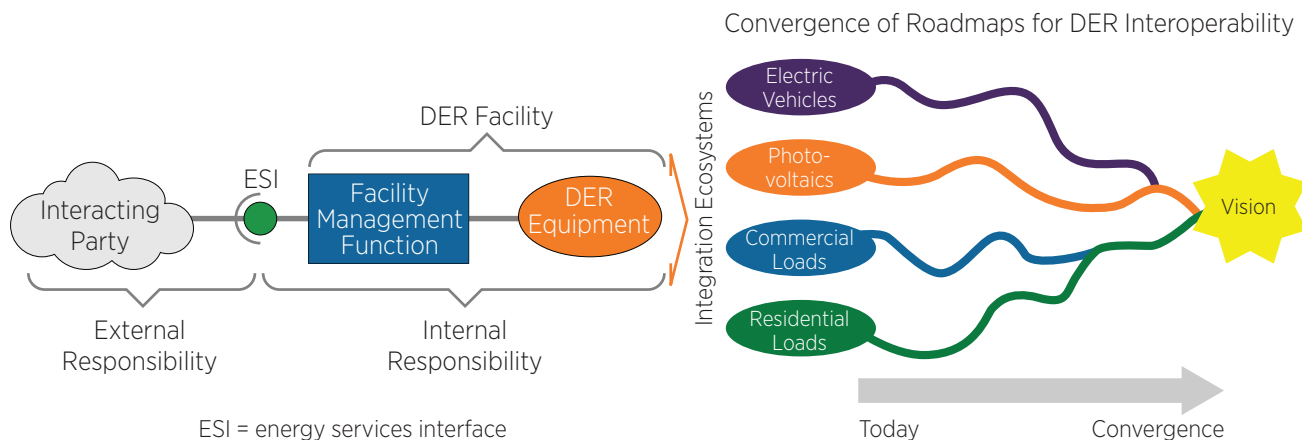 DER Facility
ESI
Interacting
Party
Facility
Management
Function
DER
Equipment
External
Responsibility
Internal
Responsibility
ESI = energy services interface
Convergence of Roadmaps for DER Interoperability
Integration Ecosystems
Electric
Vehicles
Photo-
voltaics
Commercial
Loads
Residential
Loads
Vision
Today
Convergence